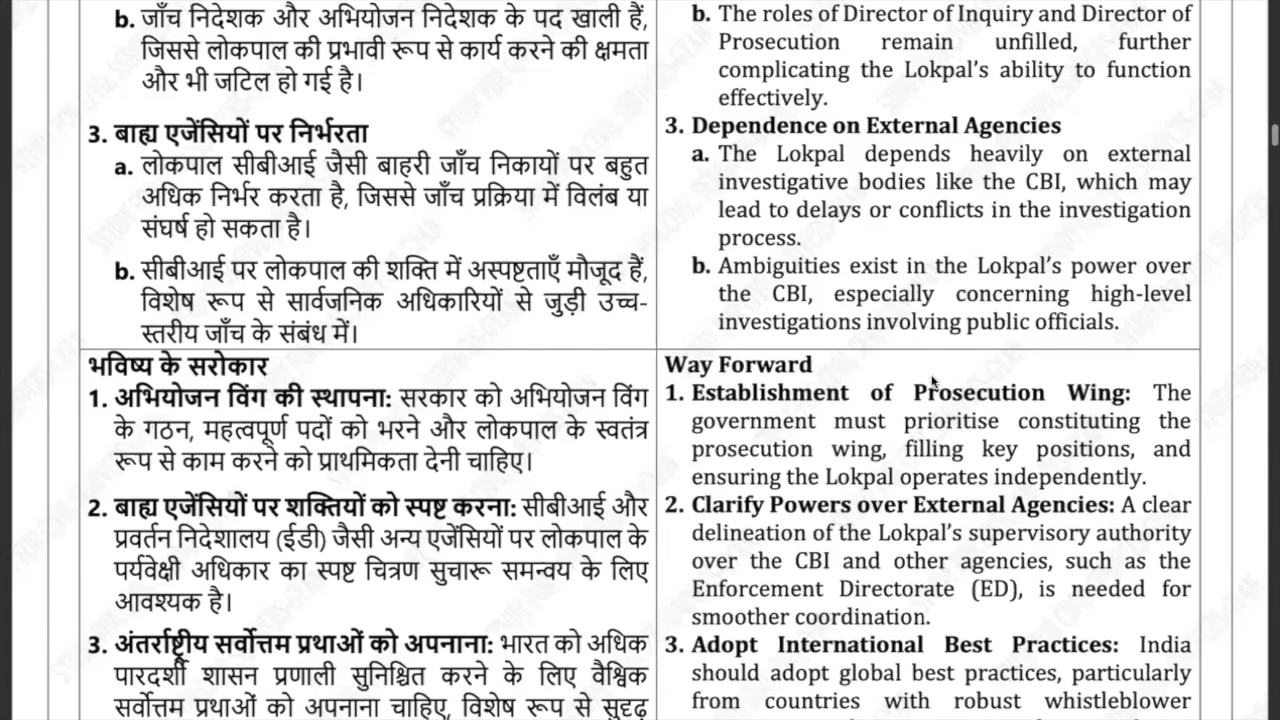 b. जाँच निदेशक और अभियोजन निदेशक के पद खाली हैं,
जिससे लोकपाल की प्रभावी रूप से कार्य करने की क्षमता
और भी जटिल हो गई है।
3. बाह्य एजेंसियों पर निर्भरता
a. लोकपाल सीबीआई जैसी बाहरी जाँच निकायों पर बहुत
अधिक निर्भर करता है, जिससे जाँच प्रक्रिया में विलंब या
संघर्ष हो सकता है।
b. सीबीआई पर लोकपाल की शक्ति में अस्पष्टताएँ मौजूद हैं,
विशेष रूप से सार्वजनिक अधिकारियों से जुड़ी उच्च-
स्तरीय जाँच के संबंध में।
b. The roles of Director of Inquiry and Director of
Prosecution remain unfilled, further
complicating the Lokpal’s ability to function
effectively.
3. Dependence on External Agencies
a. The Lokpal depends heavily on external
investigative bodies like the CBI, which may
lead to delays or conflicts in the investigation
process.
b. Ambiguities exist in the Lokpal’s power over
the CBI, especially concerning high-level
investigations involving public officials.
भविष्य के सरोकार
1. अभियोजन विंग की स्थापना: सरकार को अभियोजन विंग
के गठन, महत्वपूर्ण पदों को भरने और लोकपाल के स्वतंत्र
रूप से काम करने को प्राथमिकता देनी चाहिए।
2. बाह्य एजेंसियों पर शक्तियों को स्पष्ट करना: सीबीआई और
प्रवर्तन निदेशालय (ईडी) जैसी अन्य एजेंसियों पर लोकपाल के
पर्यवेक्षी अधिकार का स्पष्ट चित्रण सुचारू समन्वय के लिए
आवश्यक है।
3. अंतर्राष्ट्रीय सर्वोत्तम प्रथाओं को अपनाना: भारत को अधिक
पारदर्शी शासन प्रणाली सुनिश्चित करने के लिए वैश्विक
सर्वोत्तम प्रथाओं को अपनाना चाहिए, विशेष रूप से सुदृढ़
Way Forward
1. Establishment of Prosecution Wing: The
government must prioritise constituting the
prosecution wing, filling key positions, and
ensuring the Lokpal operates independently.
2. Clarify Powers over External Agencies: A clear
delineation of the Lokpal’s supervisory authority
over the CBI and other agencies, such as the
Enforcement Directorate (ED), is needed for
smoother coordination.
3. Adopt International Best Practices: India
should adopt global best practices, particularly
from countries with robust whistleblower